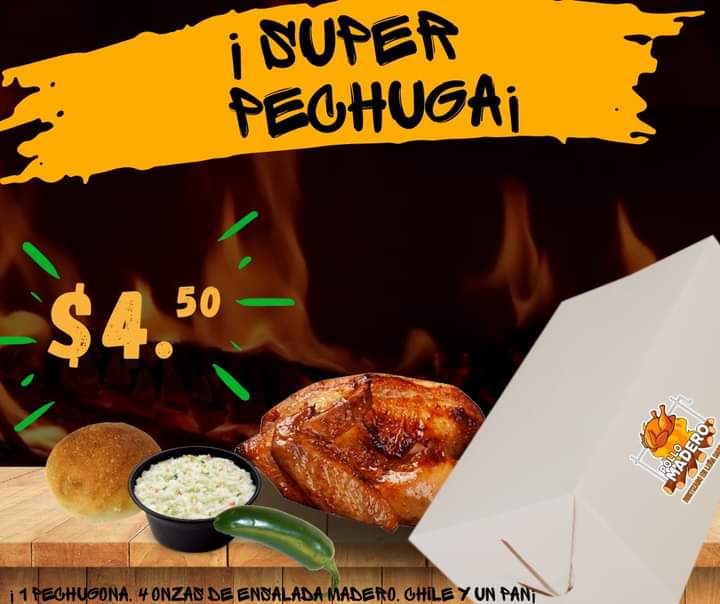 ¡ SUPER
PECHUGA¡
$4.50
POLLO
MADERO
¡ 1 PECHUGONA, 4 ONZAS DE ENSALADA MADERO, CHILE Y UN PAN¡